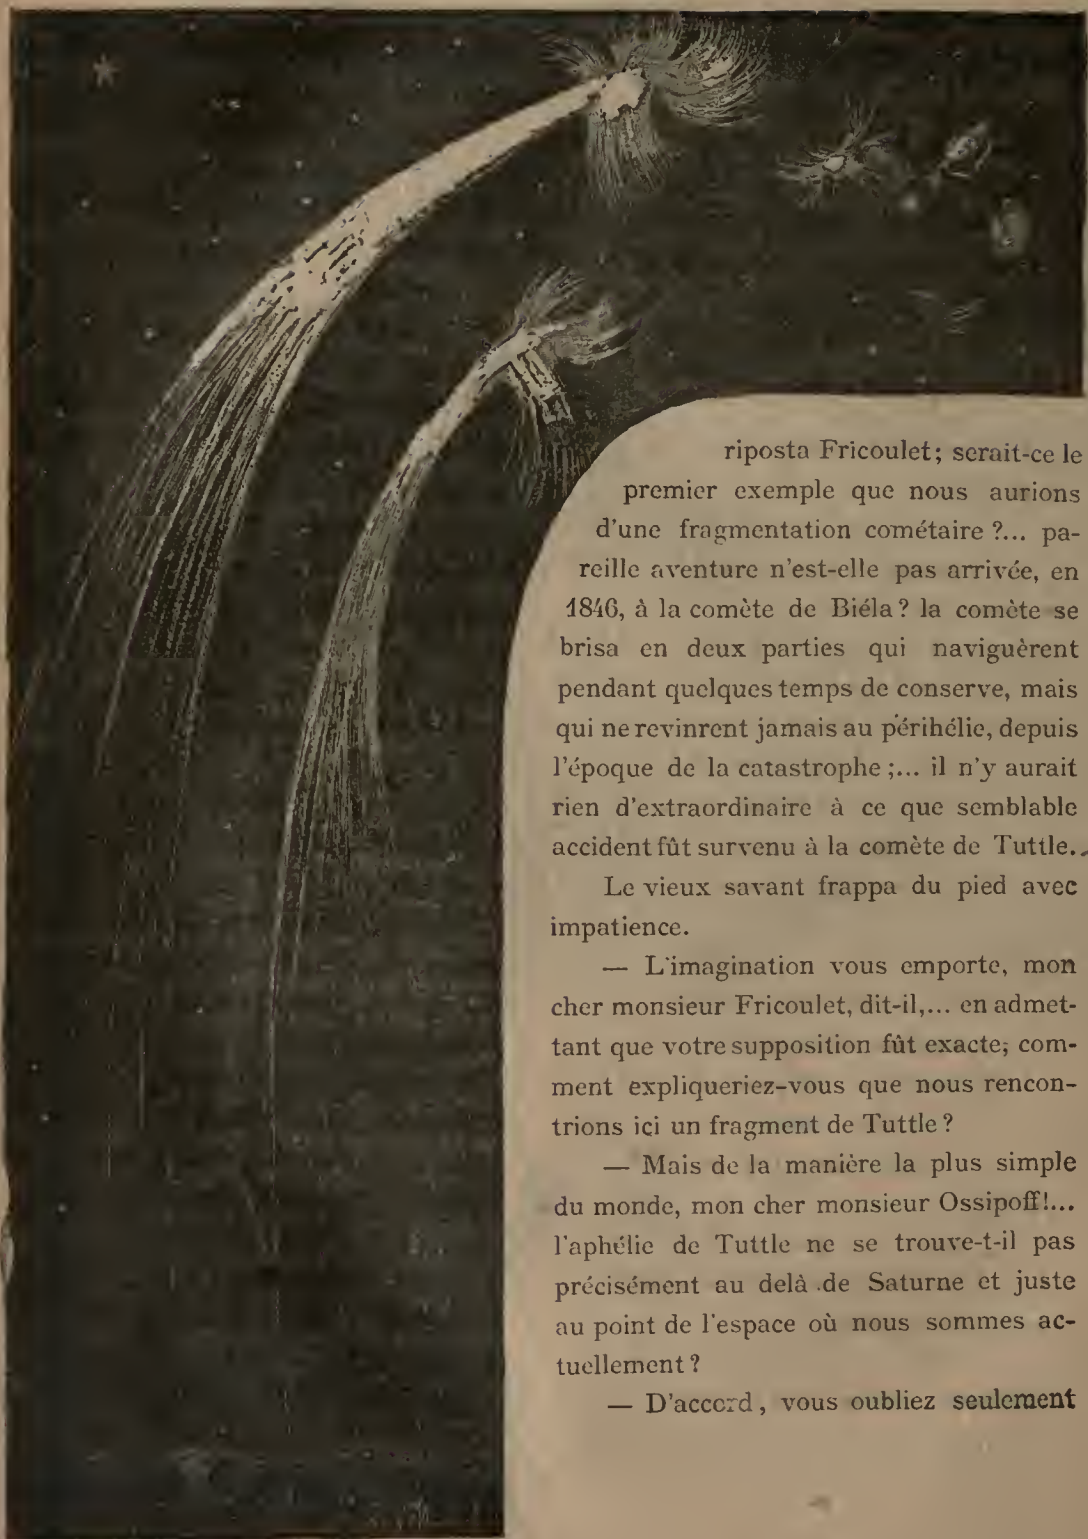 riposta Fricoulet; serait-ce le
premier exemple que nous aurions
d'une fragmentation cométaire ?... pa-
reille aventure n'est-elle pas arrivée, en
1846, à la comète de Biéla? la comète se
brisa en deux parties qui naviguèrent
pendant quelques temps de conserve, mais
qui ne revinrent jamais au périhélie, depuis
l'époque de la catastrophe;... il n'y aurait
rien d'extraordinaire à ce que semblable
accident fût survenu à la comète de Tuttle..
Le vieux savant frappa du pied avec
impatience.
— L'imagination vous emporte, mon
cher monsieur Fricoulet, dit-il,... en admet-
tant que votre supposition fût exacte; com-
ment expliqueriez-vous que nous rencon-
trions ici un fragment de Tuttle?
— Mais de la manière la plus simple
du monde, mon cher monsieur Ossipoff!...
l'aphélie de Tuttle ne se trouve-t-il pas
précisément au delà de Saturne et juste
au point de l'espace où nous sommes ac-
tuellement?
— D'accord, vous oubliez seulement